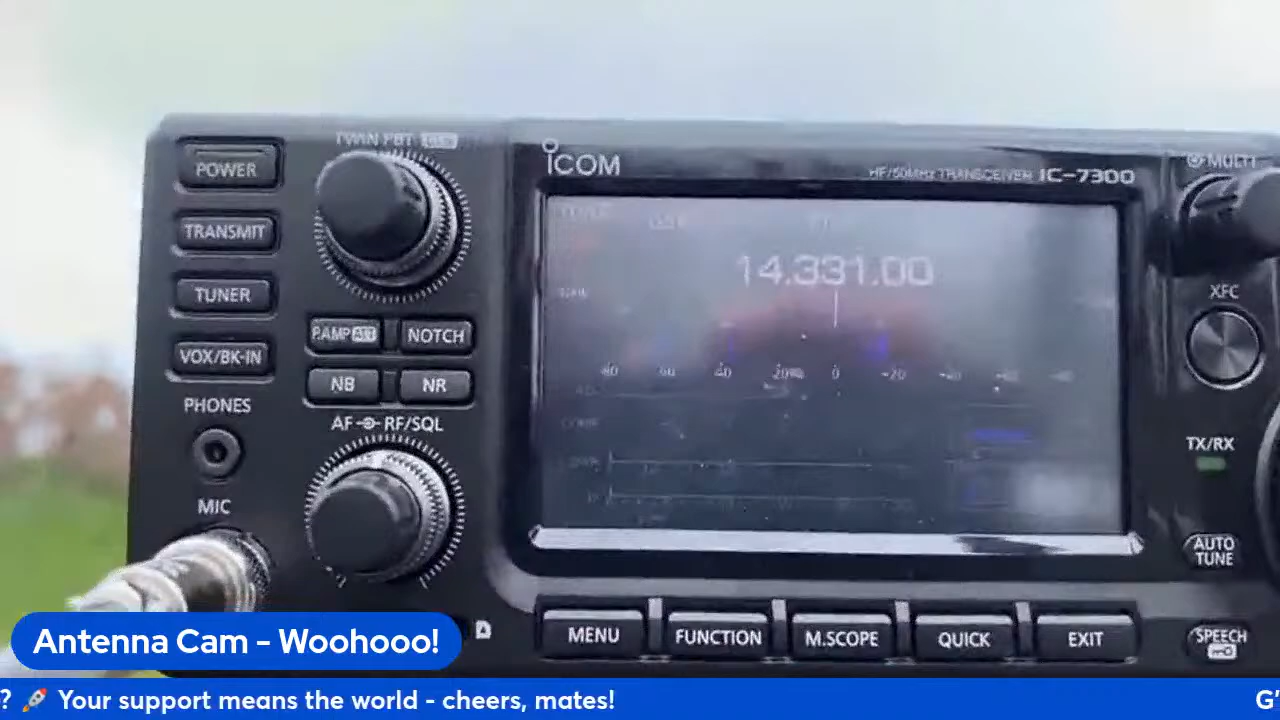 TWIN PBT
POWER
TRANSMIT
TUNER
VOX/BK-IN
PHONES
MIC
P.AMP ATT
NOTCH
NB
NR
AF RF/SQL
ICOM
HF/50MHz TRANSCEIVER IC-7300
14.331.00
MULTI
XFC
TX/RX
AUTO
TUNE
SPEECH
MENU
FUNCTION
M.SCOPE
QUICK
EXIT
Antenna Cam - Woohooo!
? 🚀 Your support means the world - cheers, mates!
G'